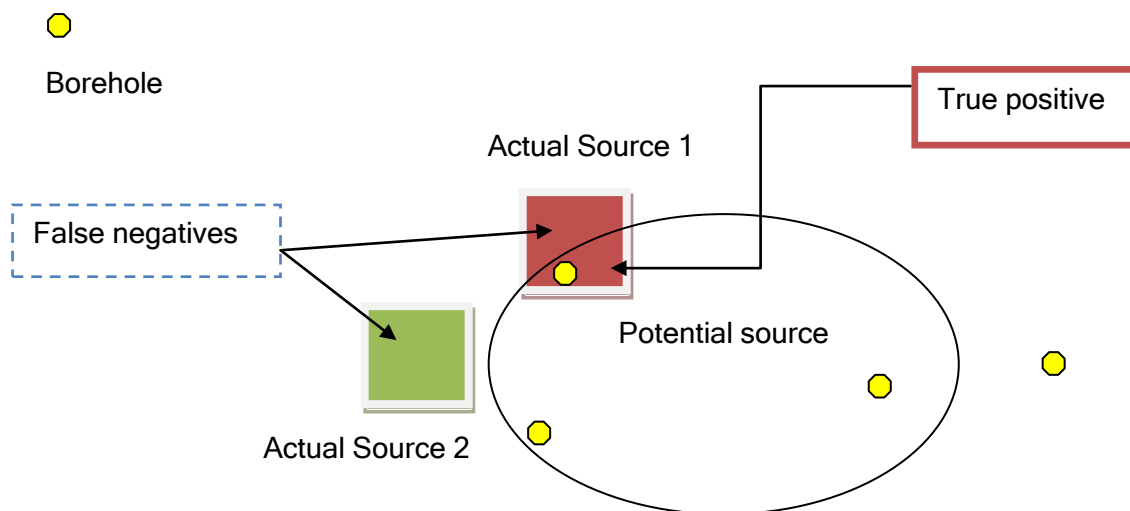 Borehole
True positive
Actual Source 1
False negatives
Potential source
Actual Source 2